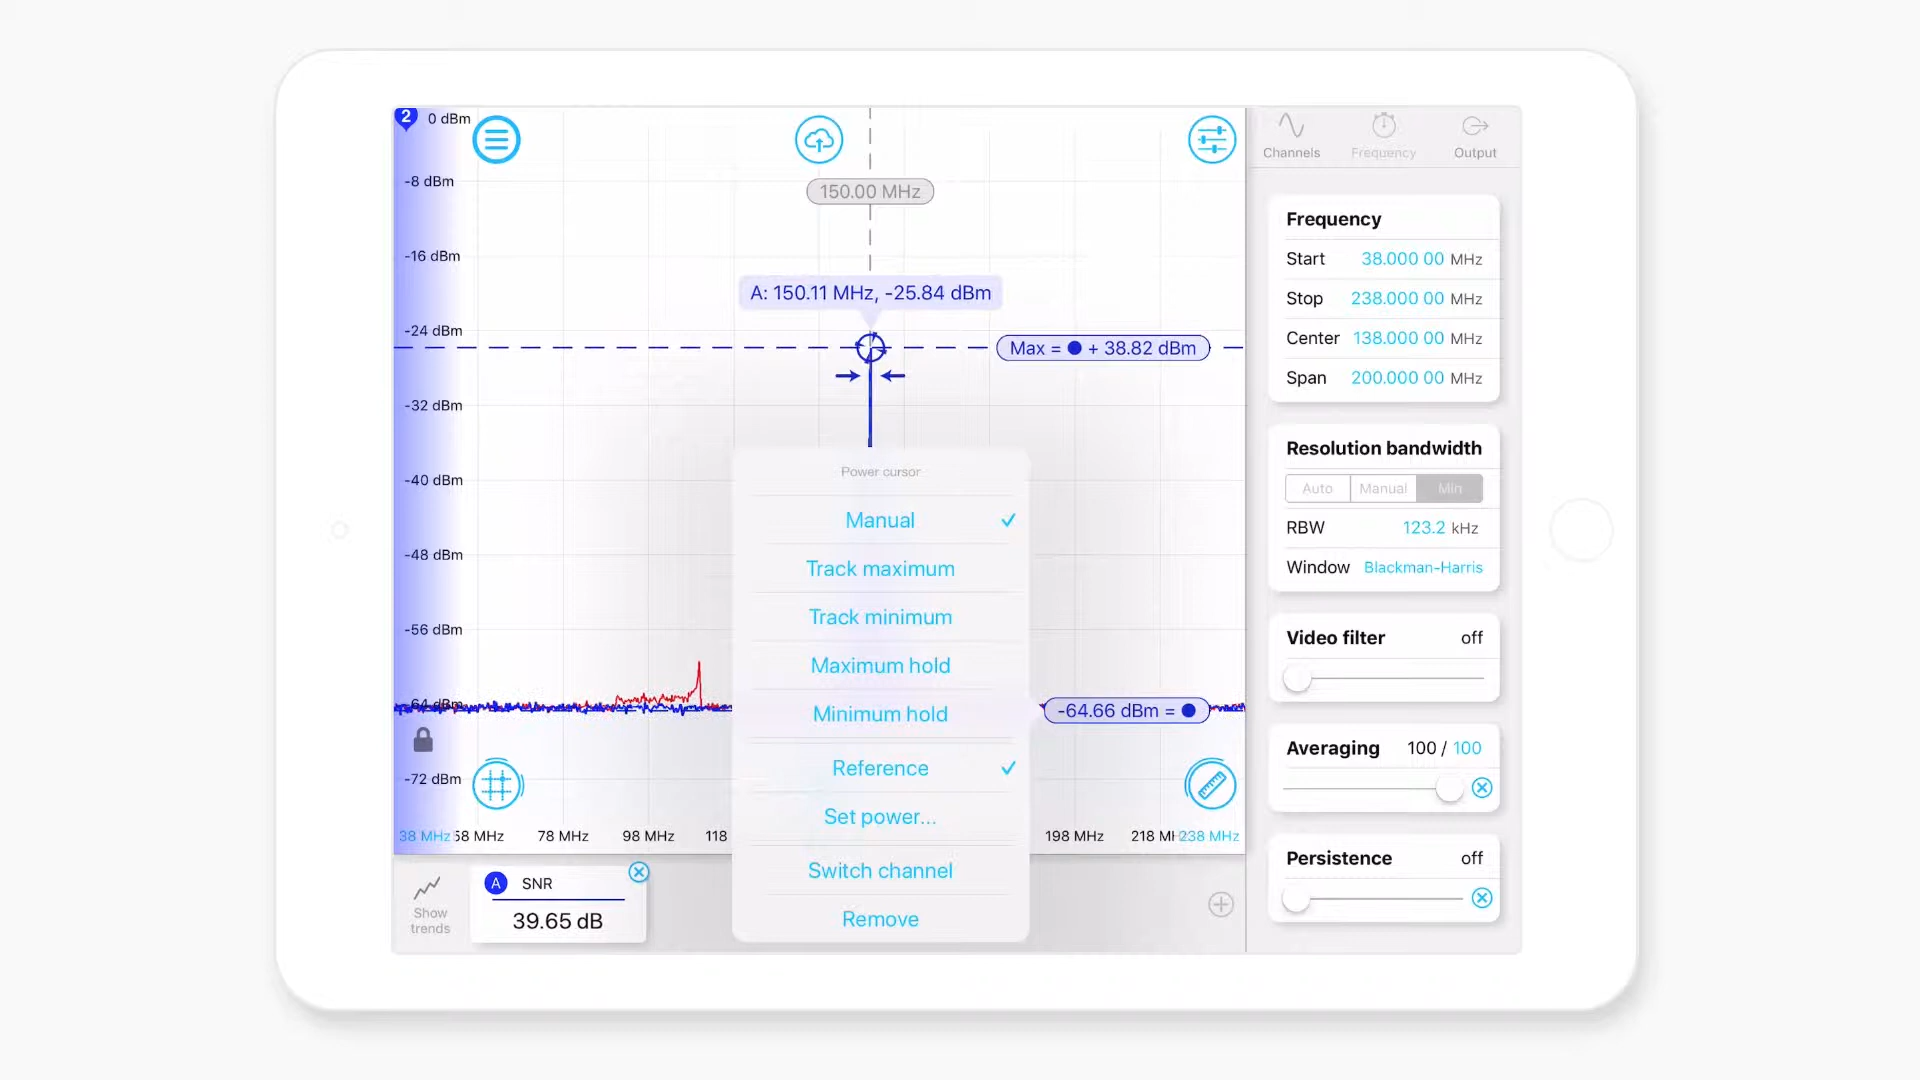 2
0 dBm
-8 dBm
-16 dBm
-24 dBm
-32 dBm
-40 dBm
-48 dBm
-56 dBm
-64 dBm
-72 dBm
150.00 MHz
A: 150.11 MHz, -25.84 dBm
Max = ● + 38.82 dBm
-64.66 dBm = ●
Power cursor
Manual
Track maximum
Track minimum
Maximum hold
Minimum hold
Reference
Set power...
Switch channel
Remove
38 MHz 58 MHz 78 MHz 98 MHz 118 198 MHz 218 MH 238 MHz
Show
trends
A SNR
39.65 dB
Channels Frequency Output
Frequency
Start 38.000 00 MHz
Stop 238.000 00 MHz
Center 138.000 00 MHz
Span 200.000 00 MHz
Resolution bandwidth
Auto Manual Min
RBW 123.2 kHz
Window Blackman-Harris
Video filter off
Averaging 100 / 100
Persistence off